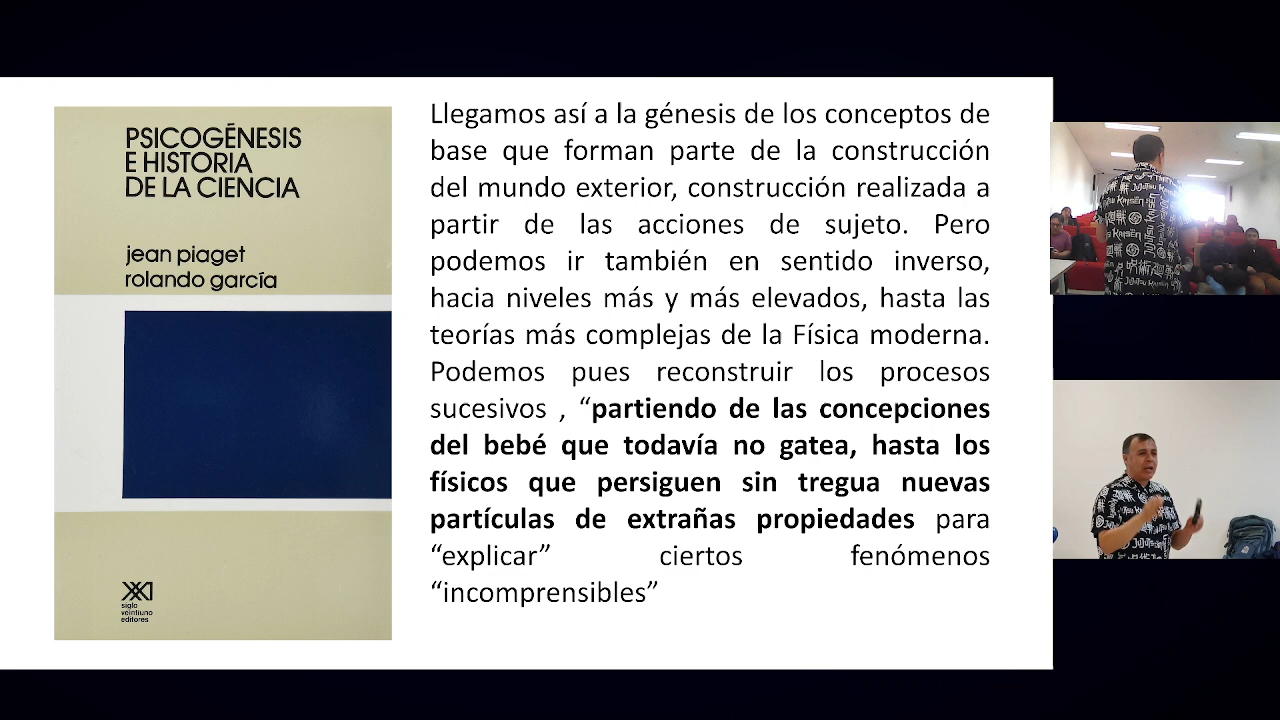 PSICOGÉNESIS
E HISTORIA
DE LA CIENCIA
jean piaget
rolando garcía
siglo
veintiuno
editores
Llegamos así a la génesis de los conceptos de
base que forman parte de la construcción
del mundo exterior, construcción realizada a
partir de las acciones de sujeto. Pero
podemos ir también en sentido inverso,
hacia niveles más y más elevados, hasta las
teorías más complejas de la Física moderna.
Podemos pues reconstruir los procesos
sucesivos , “partiendo de las concepciones
del bebé que todavía no gatea, hasta los
físicos que persiguen sin tregua nuevas
partículas de extrañas propiedades para
“explicar” ciertos fenómenos
“incomprensibles”
JUJUTSU KAISEN